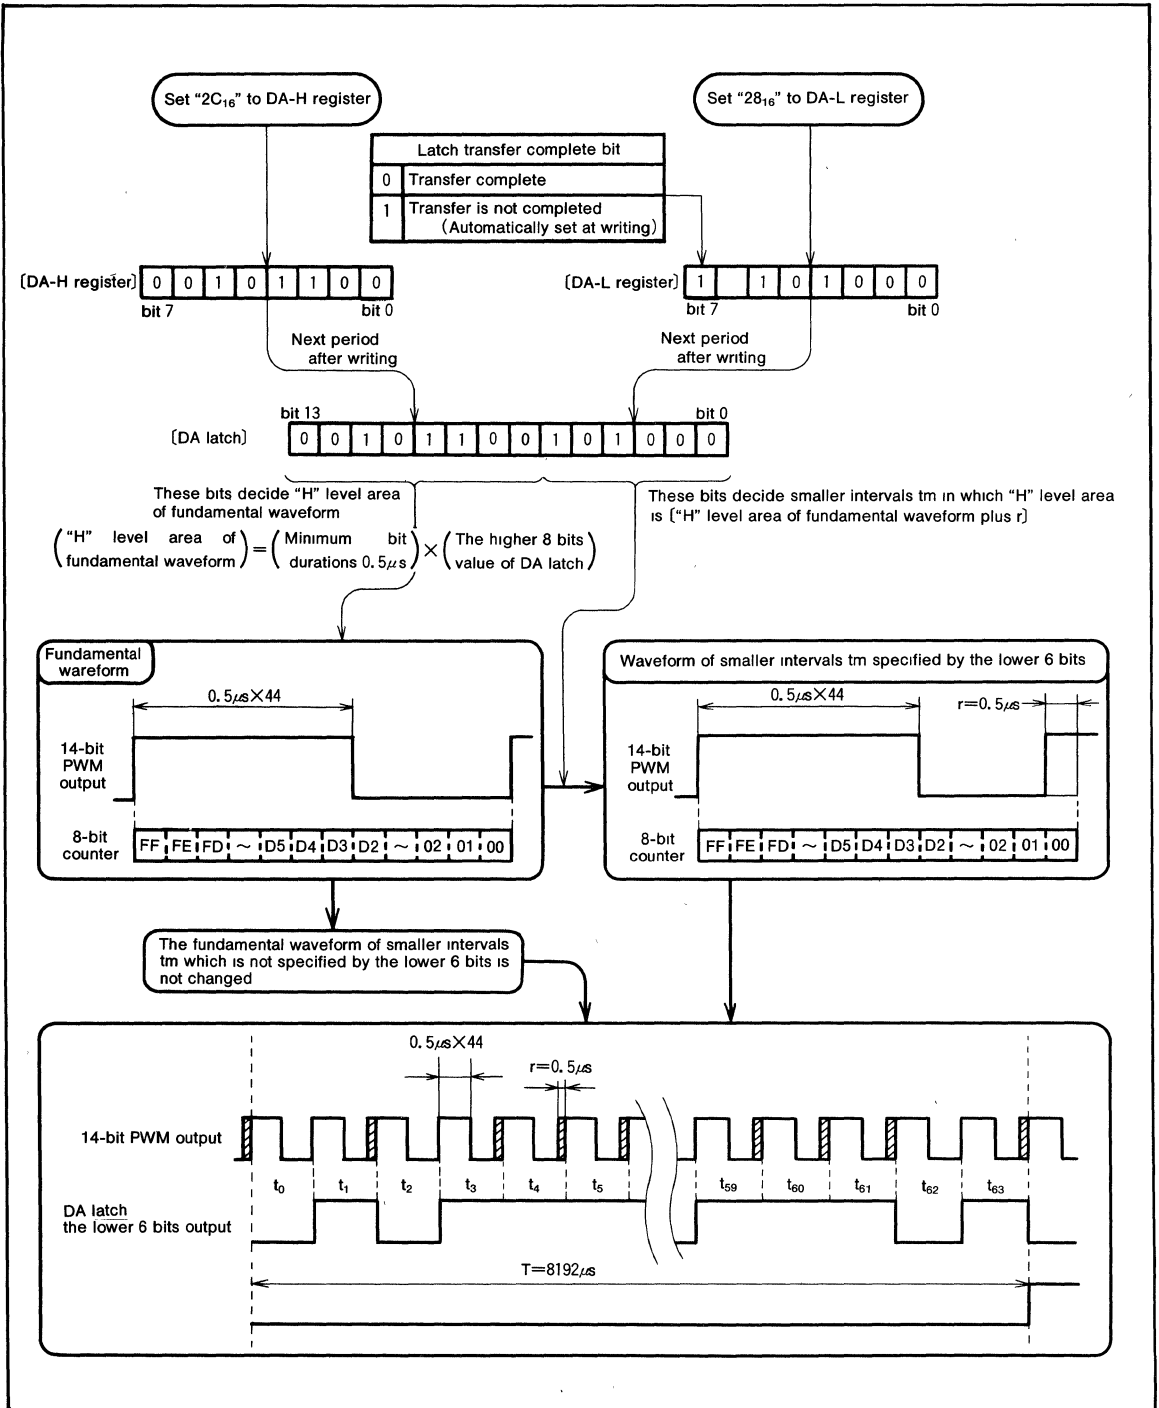 Set “2C₁₆” to DA-H register
Set “28₁₆” to DA-L register
Latch transfer complete bit
0 Transfer complete
1 Transfer is not completed
(Automatically set at writing)
[DA-H register] 0 0 1 0 1 1 0 0
bit 7 bit 0
[DA-L register] 1 1 0 1 0 0 0
bit 7 bit 0
Next period
after writing
Next period
after writing
bit 13 bit 0
[DA latch] 0 0 1 0 1 1 0 0 1 0 1 0 0 0
These bits decide “H” level area
of fundamental waveform
(“H” level area of fundamental waveform) = (Minimum bit durations 0.5μs) × (The higher 8 bits value of DA latch)
These bits decide smaller intervals tm in which “H” level area
is [“H” level area of fundamental waveform plus r]
Fundamental
wareform
0.5μs×44
14-bit
PWM
output
8-bit
counter
FF FE FD ~ D5 D4 D3 D2 ~ 02 01 00
Waveform of smaller intervals tm specified by the lower 6 bits
0.5μs×44
r=0.5μs
14-bit
PWM
output
8-bit
counter
FF FE FD ~ D5 D4 D3 D2 ~ 02 01 00
The fundamental waveform of smaller intervals
tm which is not specified by the lower 6 bits is
not changed
0.5μs×44
r=0.5μs
14-bit PWM output
t₀ t₁ t₂ t₃ t₄ t₅ t₅₉ t₆₀ t₆₁ t₆₂ t₆₃
DA latch
the lower 6 bits output
T=8192μs